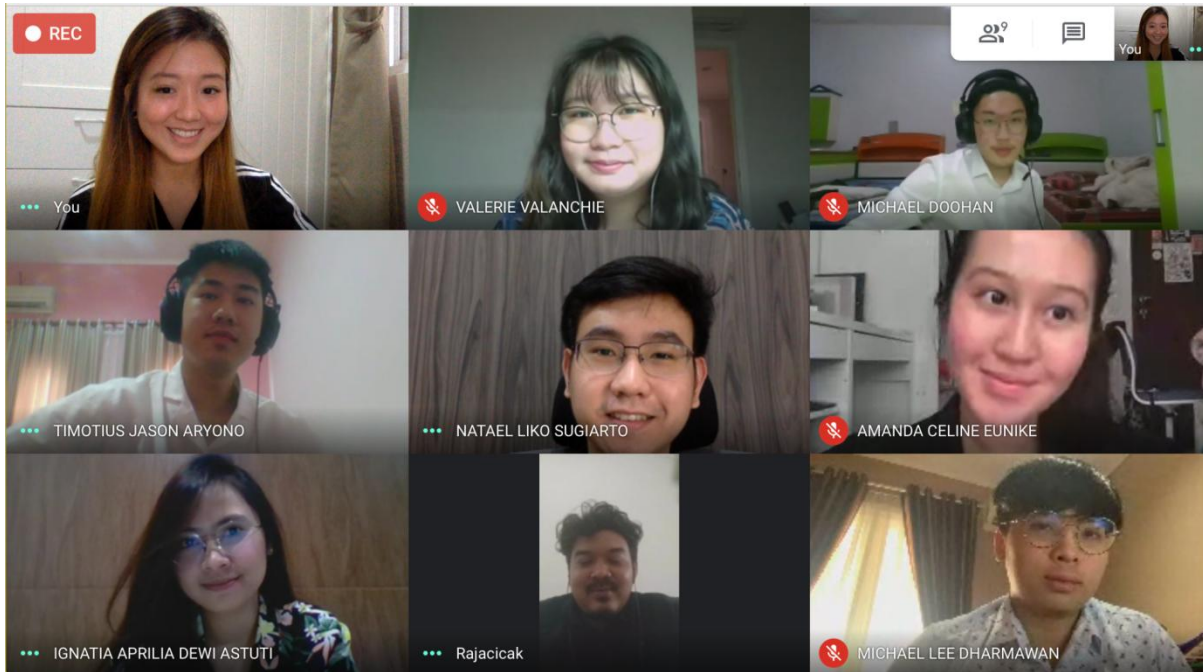 REC
9
You
You
VALERIE VALANCHIE
MICHAEL DOOHAN
TIMOTIUS JASON ARYONO
NATAEL LIKO SUGIARTO
AMANDA CELINE EUNIKE
IGNATIA APRILIA DEWI ASTUTI
Rajacicak
MICHAEL LEE DHARMAWAN